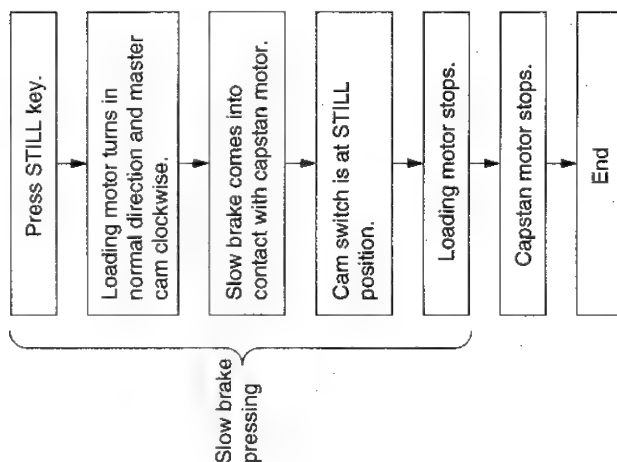 Press STILL key.
Loading motor turns in
normal direction and master
cam clockwise.
Slow brake comes into
contact with capstan motor.
Cam switch is at STILL
position.
Loading motor stops.
Capstan motor stops.
End
Slow brake
pressing